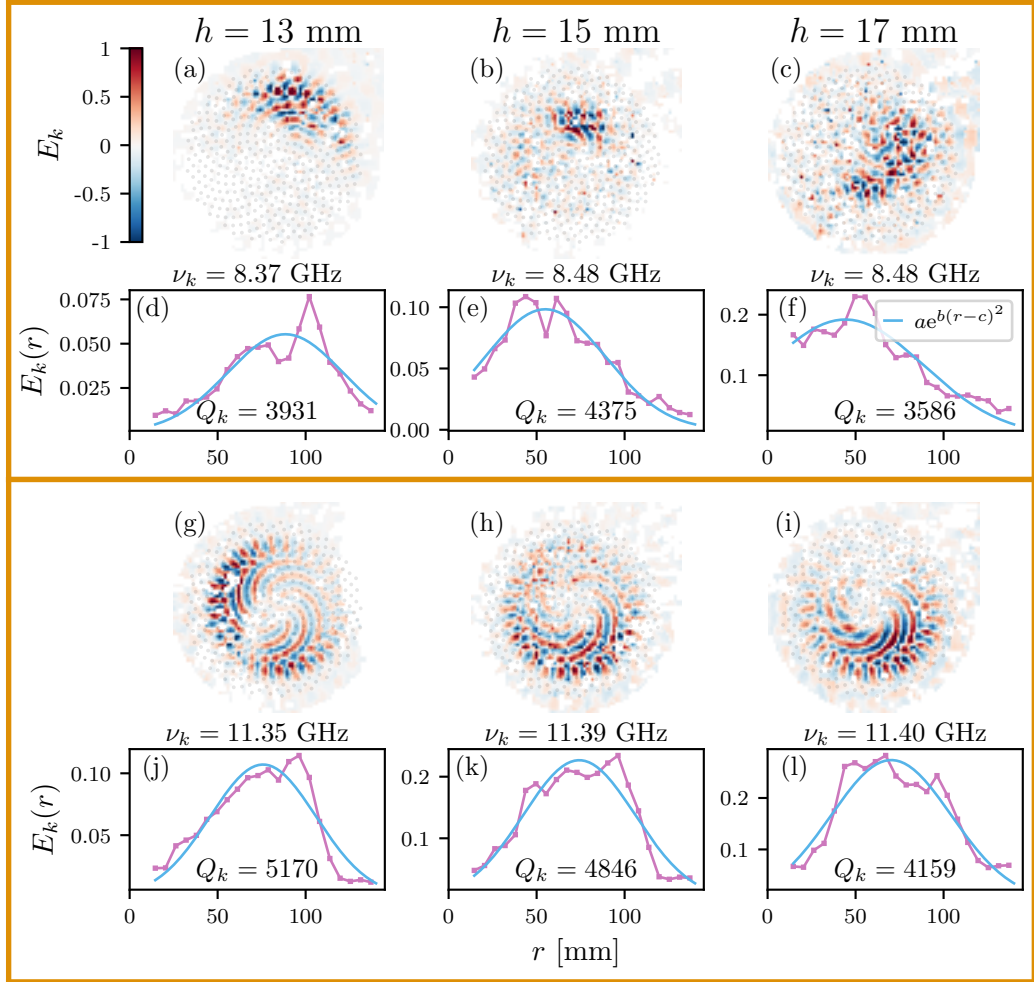 h = 13 mm
h = 15 mm
h = 17 mm
1
0.5
0
-0.5
-1
E_k
(a)
(b)
(c)
ν_k = 8.37 GHz
ν_k = 8.48 GHz
ν_k = 8.48 GHz
E_k(r)
0.075
0.050
0.025
(d)
Q_k = 3931
0 50 100
0.10
0.05
0.00
(e)
Q_k = 4375
0 50 100
0.2
0.1
(f)
ae^{b(r−c)^2}
Q_k = 3586
0 50 100
(g)
(h)
(i)
ν_k = 11.35 GHz
ν_k = 11.39 GHz
ν_k = 11.40 GHz
E_k(r)
0.10
0.05
(j)
Q_k = 5170
0 50 100
0.2
0.1
(k)
Q_k = 4846
0 50 100
0.2
0.1
(l)
Q_k = 4159
0 50 100
r [mm]